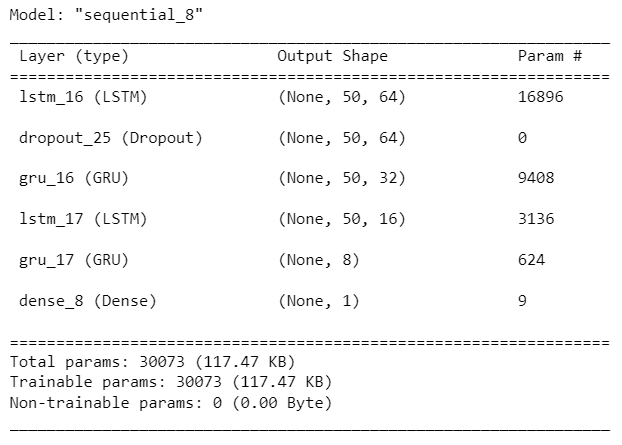 Model: "sequential_8"
Layer (type) Output Shape Param #
lstm_16 (LSTM) (None, 50, 64) 16896
dropout_25 (Dropout) (None, 50, 64) 0
gru_16 (GRU) (None, 50, 32) 9408
lstm_17 (LSTM) (None, 50, 16) 3136
gru_17 (GRU) (None, 8) 624
dense_8 (Dense) (None, 1) 9
Total params: 30073 (117.47 KB)
Trainable params: 30073 (117.47 KB)
Non-trainable params: 0 (0.00 Byte)